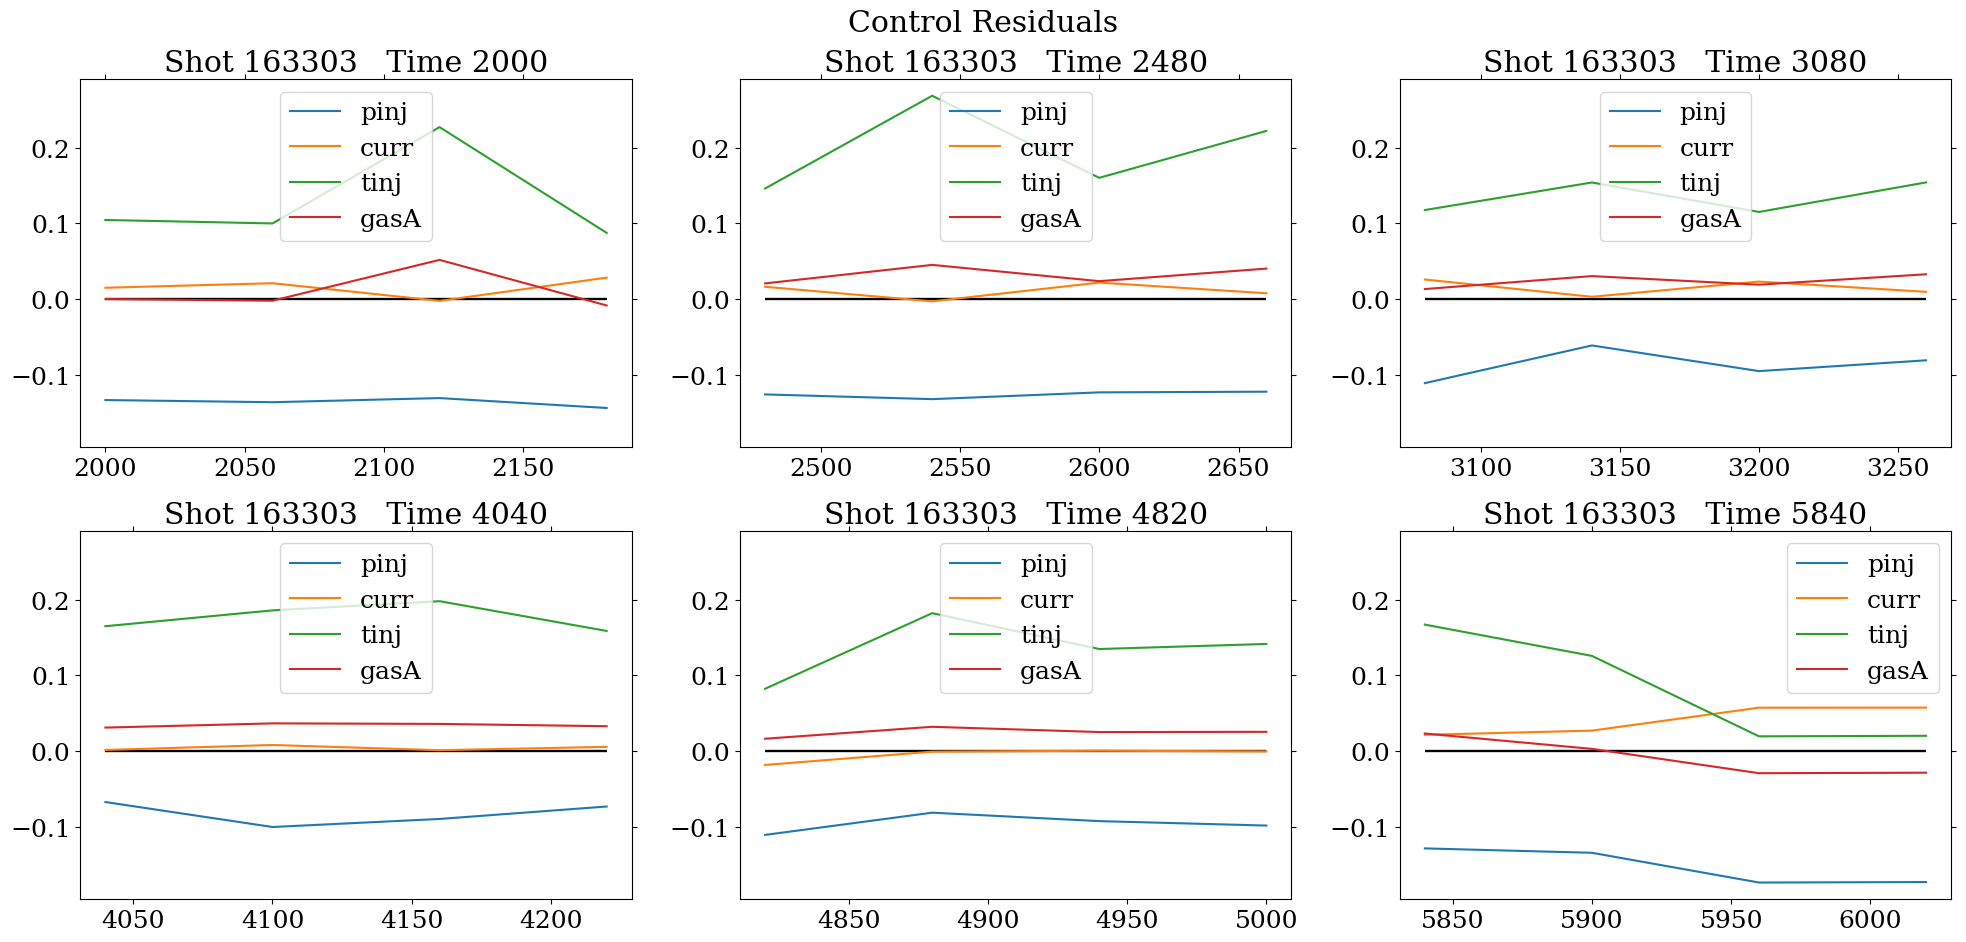 Control Residuals
Shot 163303   Time 2000
pinj
curr
tinj
gasA
0.2
0.1
0.0
−0.1
2000 2050 2100 2150
Shot 163303   Time 2480
pinj
curr
tinj
gasA
0.2
0.1
0.0
−0.1
2500 2550 2600 2650
Shot 163303   Time 3080
pinj
curr
tinj
gasA
0.2
0.1
0.0
−0.1
3100 3150 3200 3250
Shot 163303   Time 4040
pinj
curr
tinj
gasA
0.2
0.1
0.0
−0.1
4050 4100 4150 4200
Shot 163303   Time 4820
pinj
curr
tinj
gasA
0.2
0.1
0.0
−0.1
4850 4900 4950 5000
Shot 163303   Time 5840
pinj
curr
tinj
gasA
0.2
0.1
0.0
−0.1
5850 5900 5950 6000